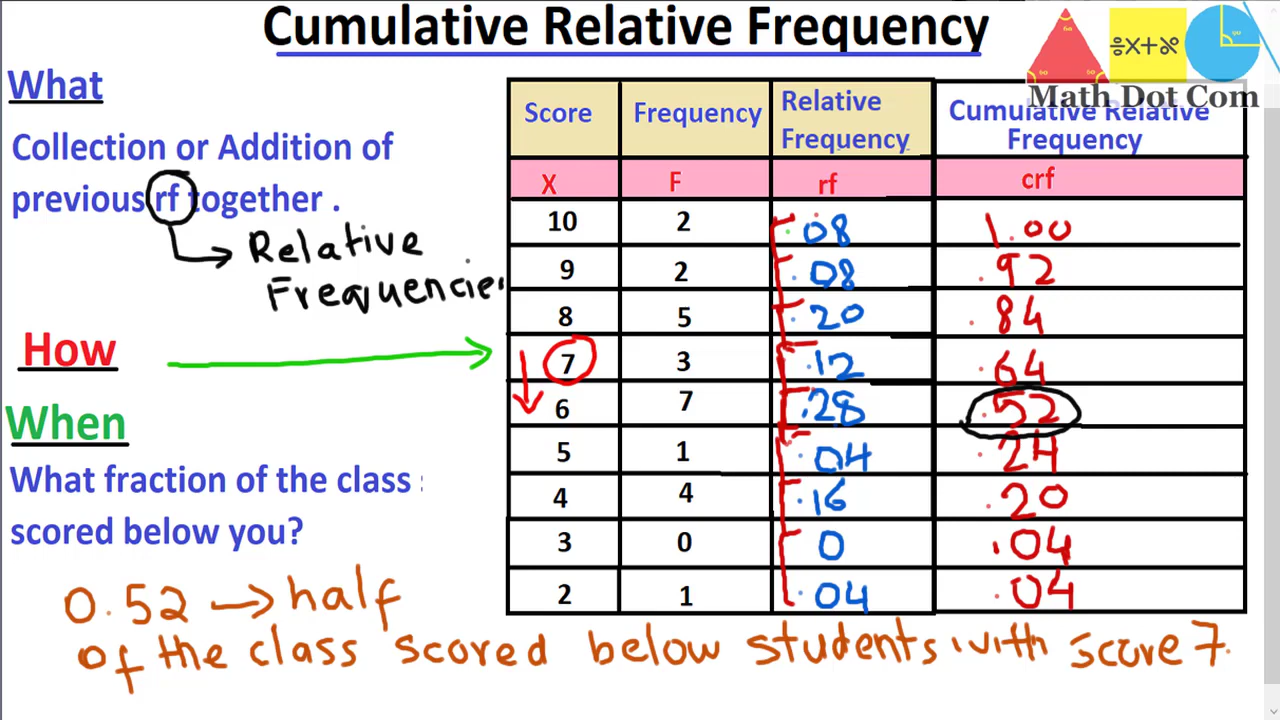 Cumulative Relative Frequency
÷X+%
60
60
60
90
Math Dot Com
What
Collection or Addition of
previous rf together .
Relative
Frequencies
How
When
What fraction of the class
scored below you?
Score Frequency Relative Frequency Cumulative Relative Frequency
X F rf crf
10 2 .08 1.00
9 2 .08 .92
8 5 .20 .84
7 3 .12 .64
6 7 .28 .52
5 1 .04 .24
4 4 .16 .20
3 0 0 .04
2 1 .04 .04
0.52 → half
of the class scored below students with score 7.